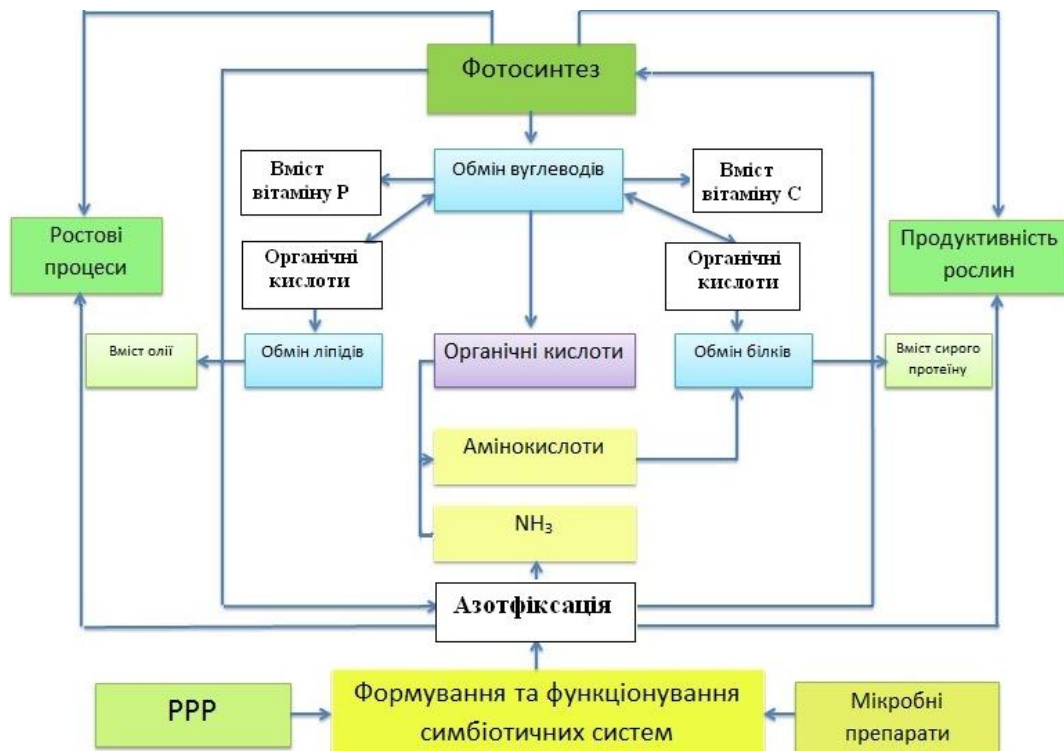 Фотосинтез
Вміст
вітаміну Р
Обмін вуглеводів
Вміст
вітаміну С
Ростові
процеси
Органічні
кислоти
Органічні
кислоти
Продуктивність
рослин
Вміст олії
Обмін ліпідів
Органічні кислоти
Обмін білків
Вміст сирого
протеїну
Амінокислоти
NH₃
Азотфіксація
РРР
Формування та функціонування
симбіотичних систем
Мікробні
препарати